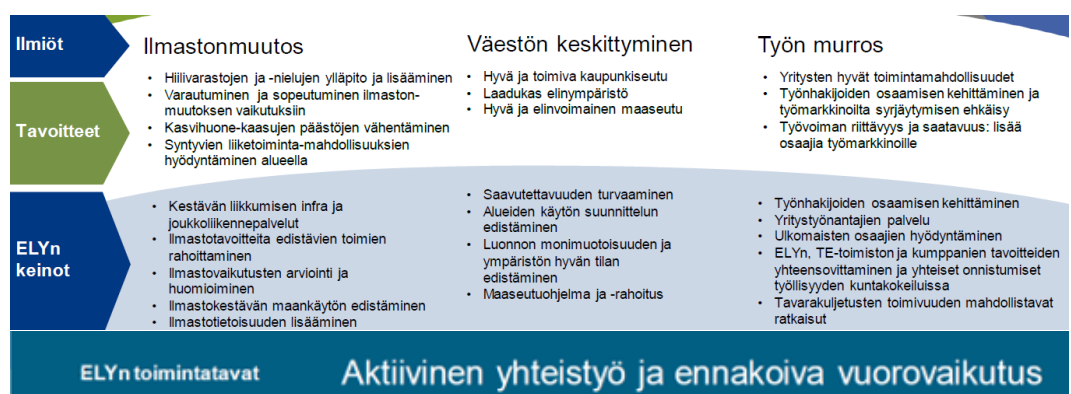 Ilmiöt
Ilmastonmuutos
Väestön keskittyminen
Työn murros
Tavoitteet
• Hiilivarastojen ja -nielujen ylläpito ja lisääminen
• Varautuminen ja sopeutuminen ilmaston-
muutoksen vaikutuksiin
• Kasvihuone-kaasujen päästöjen vähentäminen
• Syntyvien liiketoiminta-mahdollisuuksien
hyödyntäminen alueella
• Hyvä ja toimiva kaupunkiseutu
• Laadukas elinympäristö
• Hyvä ja elinvoimainen maaseutu
• Yritysten hyvät toimintamahdollisuudet
• Työnhakijoiden osaamisen kehittäminen ja
työmarkkinoilta syrjäytymisen ehkäisy
• Työvoiman riittävyys ja saatavuus: lisää
osaajia työmarkkinoille
ELYn
keinot
• Kestävän liikkumisen infra ja
joukkoliikennepalvelut
• Ilmastotavoitteita edistävien toimien
rahoittaminen
• Ilmastovaikutusten arviointi ja
huomioiminen
• Ilmastokestävän maankäytön edistäminen
• Ilmastotietoisuuden lisääminen
• Saavutettavuuden turvaaminen
• Alueiden käytön suunnittelun
edistäminen
• Luonnon monimuotoisuuden ja
ympäristön hyvän tilan
edistäminen
• Maaseutuohjelma ja -rahoitus
• Työnhakijoiden osaamisen kehittäminen
• Yritystyönantajien palvelu
• Ulkomaisten osaajien hyödyntäminen
• ELYn, TE-toimiston ja kumppanien tavoitteiden
yhteensovittaminen ja yhteiset onnistumiset
työllisyyden kuntakokeiluissa
• Tavarakuljetusten toimivuuden mahdollistavat
ratkaisut
ELYn toimintatavat
Aktiivinen yhteistyö ja ennakoiva vuorovaikutus